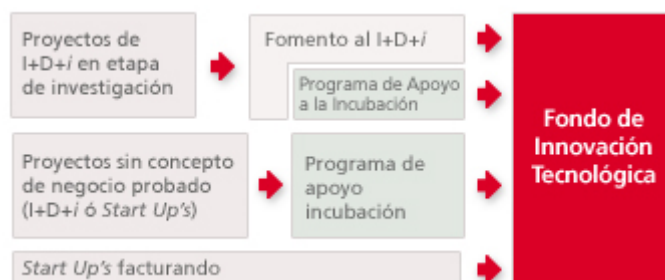 Proyectos de
I+D+i en etapa
de investigación
Fomento al I+D+i
Programa de Apoyo
a la Incubación
Fondo de
Innovación
Tecnológica
Proyectos sin concepto
de negocio probado
(I+D+i ó Start Up's)
Programa de
apoyo
incubación
Start Up's facturando